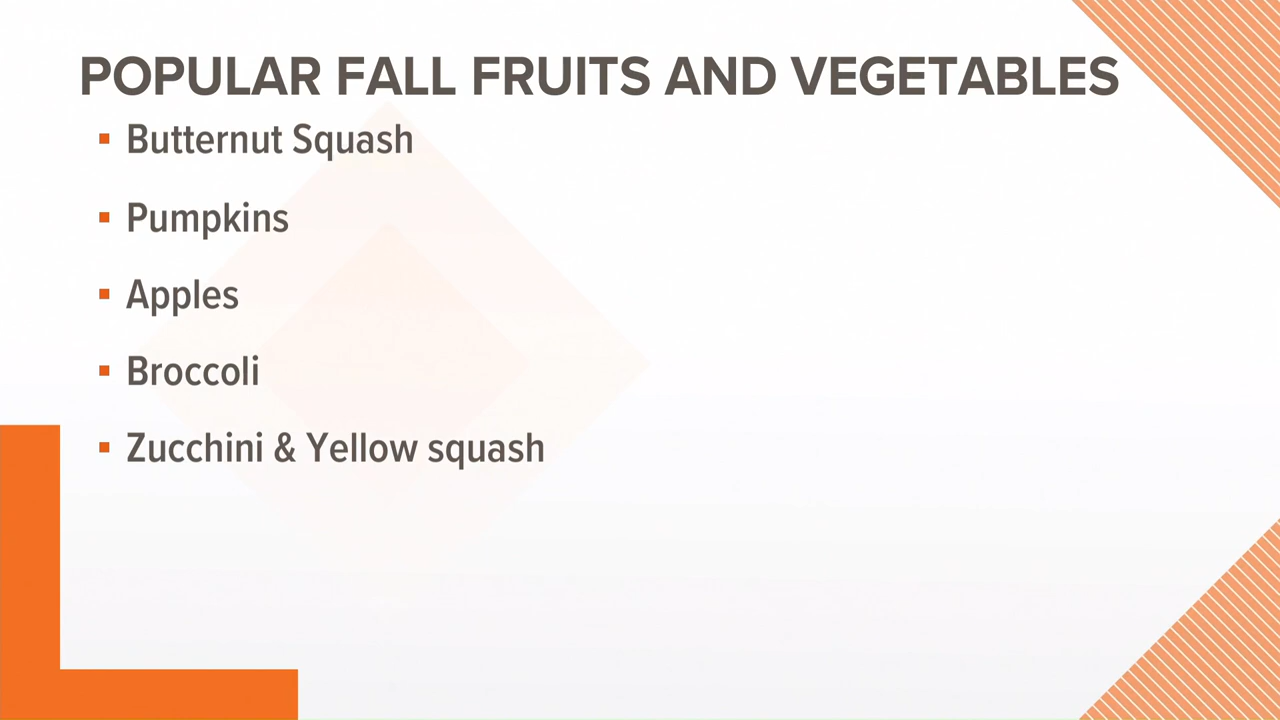 POPULAR FALL FRUITS AND VEGETABLES
Butternut Squash
Pumpkins
Apples
Broccoli
Zucchini & Yellow squash